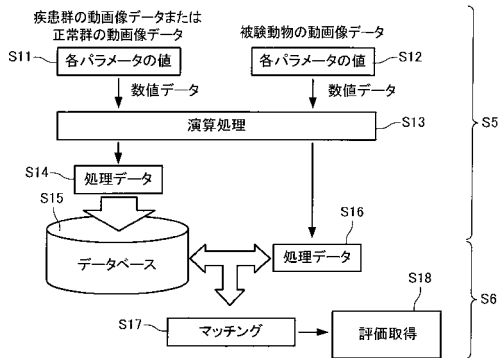 疾患群の動画像データまたは
正常群の動画像データ
被験動物の動画像データ
S11
各パラメータの値
各パラメータの値
S12
数値データ
数値データ
演算処理
S13
S5
S14
処理データ
S15
データベース
S16
処理データ
S18
S17
マッチング
評価取得
S6